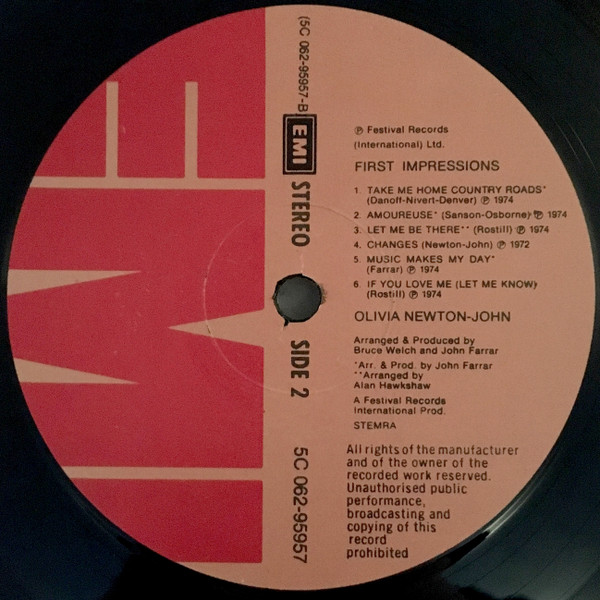 (5C 062-95957-B)
EMI
EMI
STEREO
SIDE 2
5C 062-95957
℗ Festival Records
(International) Ltd.
FIRST IMPRESSIONS
1. TAKE ME HOME COUNTRY ROADS*
(Danoff-Nivert-Denver) ℗ 1974
2. AMOUREUSE* (Sanson-Osborne) ℗ 1974
3. LET ME BE THERE** (Rostill) ℗ 1974
4. CHANGES (Newton-John) ℗ 1972
5. MUSIC MAKES MY DAY*
(Farrar) ℗ 1974
6. IF YOU LOVE ME (LET ME KNOW)
(Rostill) ℗ 1974
OLIVIA NEWTON-JOHN
Arranged & Produced by
Bruce Welch and John Farrar
*Arr. & Prod. by John Farrar
**Arranged by
Alan Hawkshaw
A Festival Records
International Prod.
STEMRA
All rights of the manufacturer
and of the owner of the
recorded work reserved.
Unauthorised public
performance,
broadcasting and
copying of this
record
prohibited